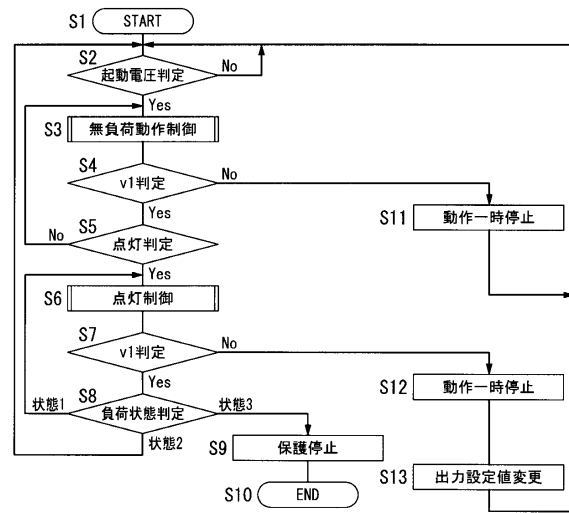 S1 START
S2 起動電圧判定 No
Yes
S3 無負荷動作制御
S4 v1判定 No
Yes
S11 動作一時停止
S5 点灯判定 No
Yes
S6 点灯制御
S7 v1判定 No
Yes
S12 動作一時停止
S8 負荷状態判定
状態1
状態3
状態2
S9 保護停止
S13 出力設定値変更
S10 END